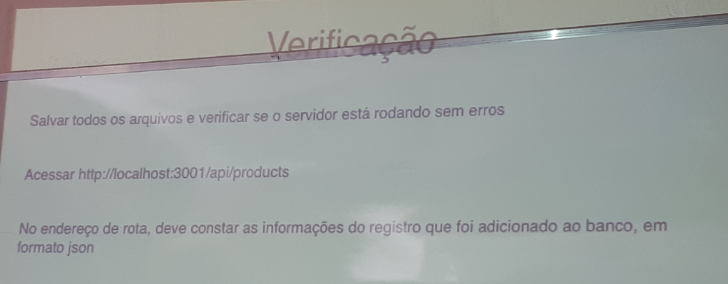 Verificação
Salvar todos os arquivos e verificar se o servidor está rodando sem erros
Acessar http://localhost:3001/api/products
No endereço de rota, deve constar as informações do registro que foi adicionado ao banco, em
formato json